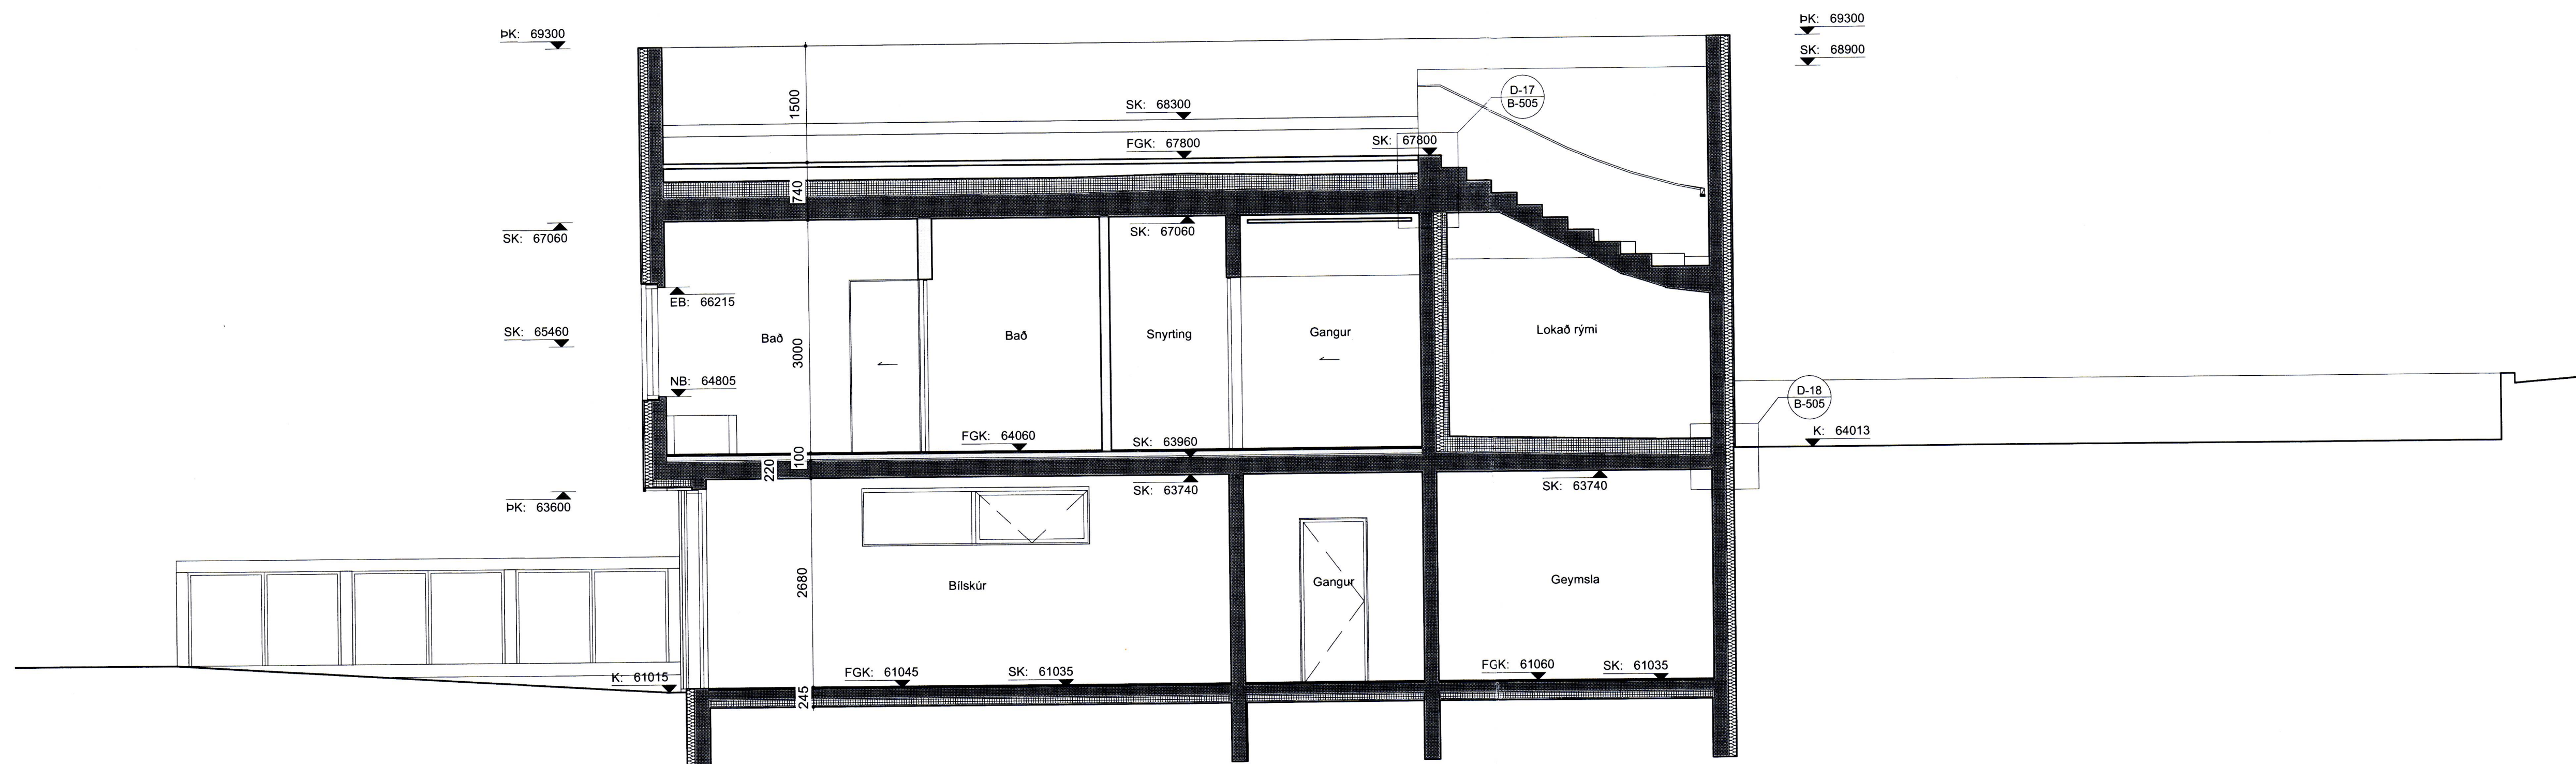 ÞK: 69300
ÞK: 69300
SK: 68900
D-17
B-505
1500
SK: 68300
FGK: 67800
SK: 67800
740
SK: 67060
SK: 67060
EB: 66215
SK: 65460
Bað
3000
Bað
Snyrting
Gangur
Lokað rými
NB: 64805
D-18
B-505
FGK: 64060
SK: 63960
K: 64013
220
100
SK: 63740
SK: 63740
ÞK: 63600
2680
Bílskúr
Gangur
Geymsla
K: 61015
FGK: 61045
SK: 61035
FGK: 61060
SK: 61035
245